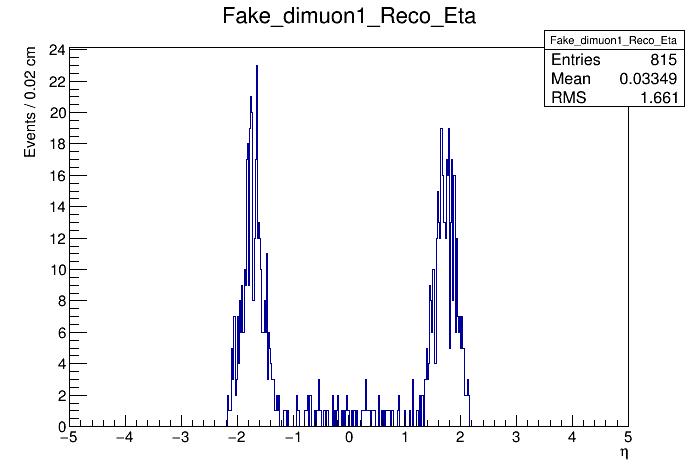 Fake_dimuon1_Reco_Eta
Fake_dimuon1_Reco_Eta
Entries 815
Mean 0.03349
RMS 1.661
Events / 0.02 cm
24
22
20
18
16
14
12
10
8
6
4
2
0
−5 −4 −3 −2 −1 0 1 2 3 4 5
η